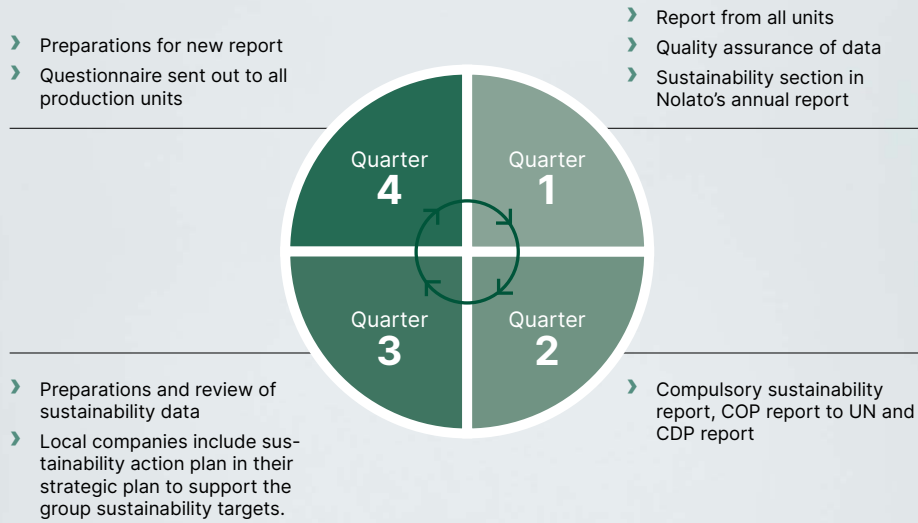 Preparations for new report
Questionnaire sent out to all
production units
Report from all units
Quality assurance of data
Sustainability section in
Nolato’s annual report
Quarter
4
Quarter
1
Quarter
3
Quarter
2
Preparations and review of
sustainability data
Local companies include sus-
tainability action plan in their
strategic plan to support the
group sustainability targets.
Compulsory sustainability
report, COP report to UN and
CDP report